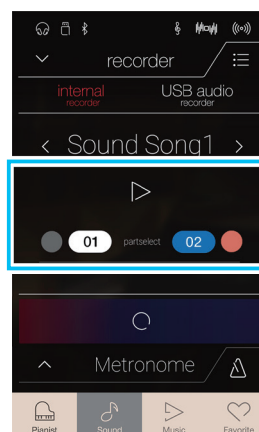 recorder
internal
recorder
USB audio
recorder
Sound Song1
01 partselect 02
Metronome
Pianist Sound Music Favorite